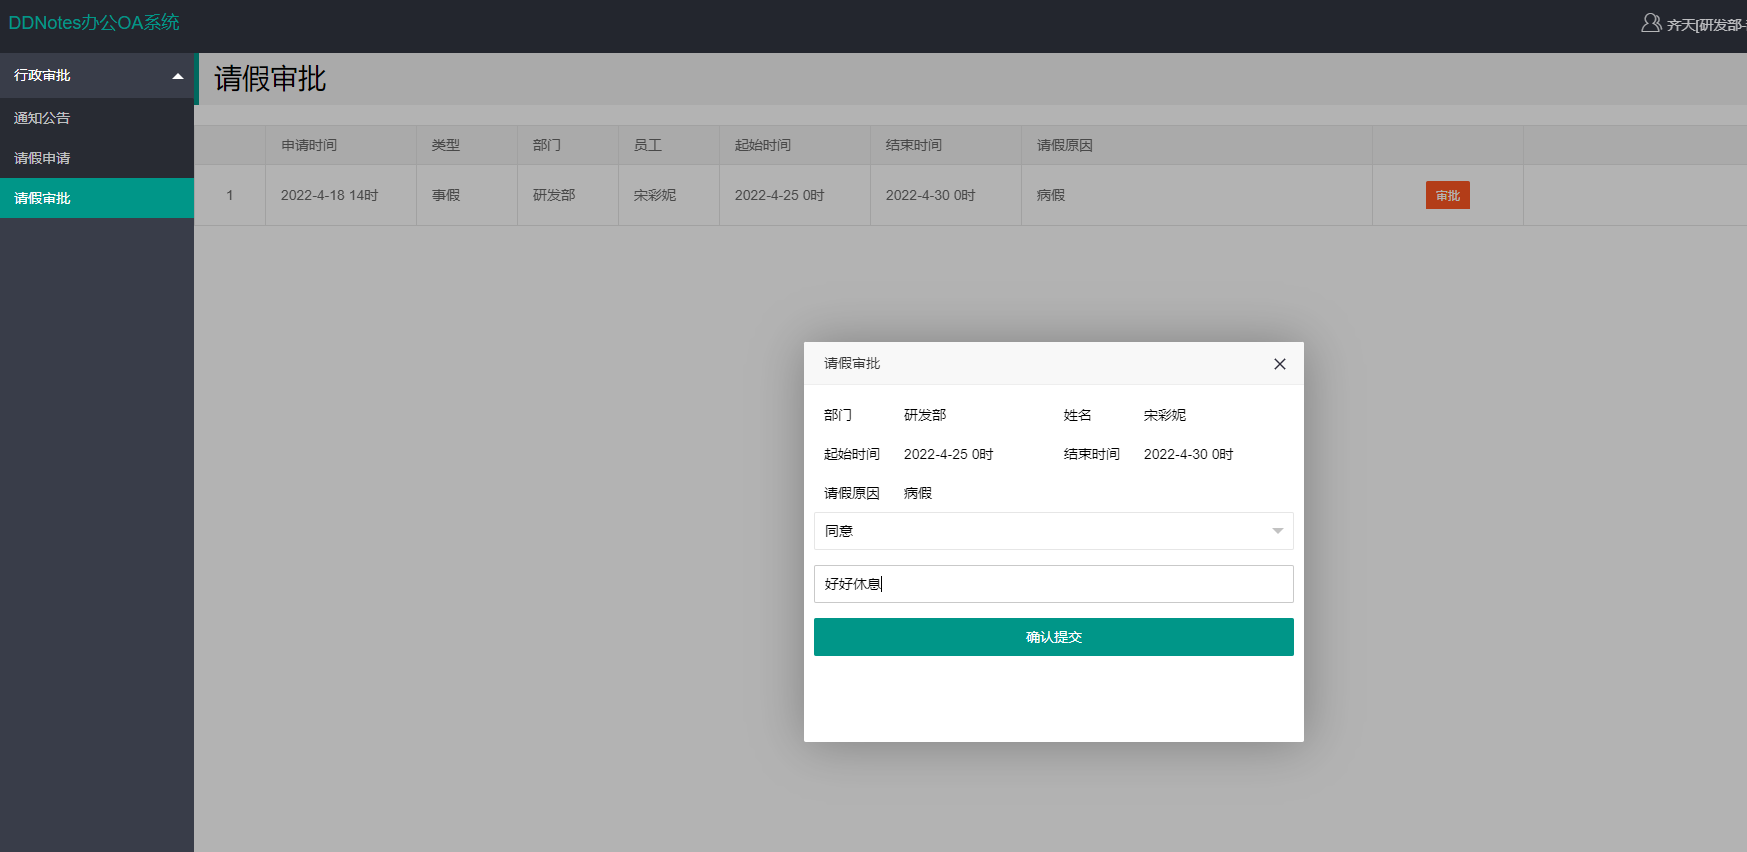 DDNotes办公OA系统
齐天[研发部-
行政审批
通知公告
请假申请
请假审批
请假审批
申请时间 类型 部门 员工 起始时间 结束时间 请假原因
1 2022-4-18 14时 事假 研发部 宋彩妮 2022-4-25 0时 2022-4-30 0时 病假 审批
请假审批
部门 研发部 姓名 宋彩妮
起始时间 2022-4-25 0时 结束时间 2022-4-30 0时
请假原因 病假
同意
好好休息
确认提交